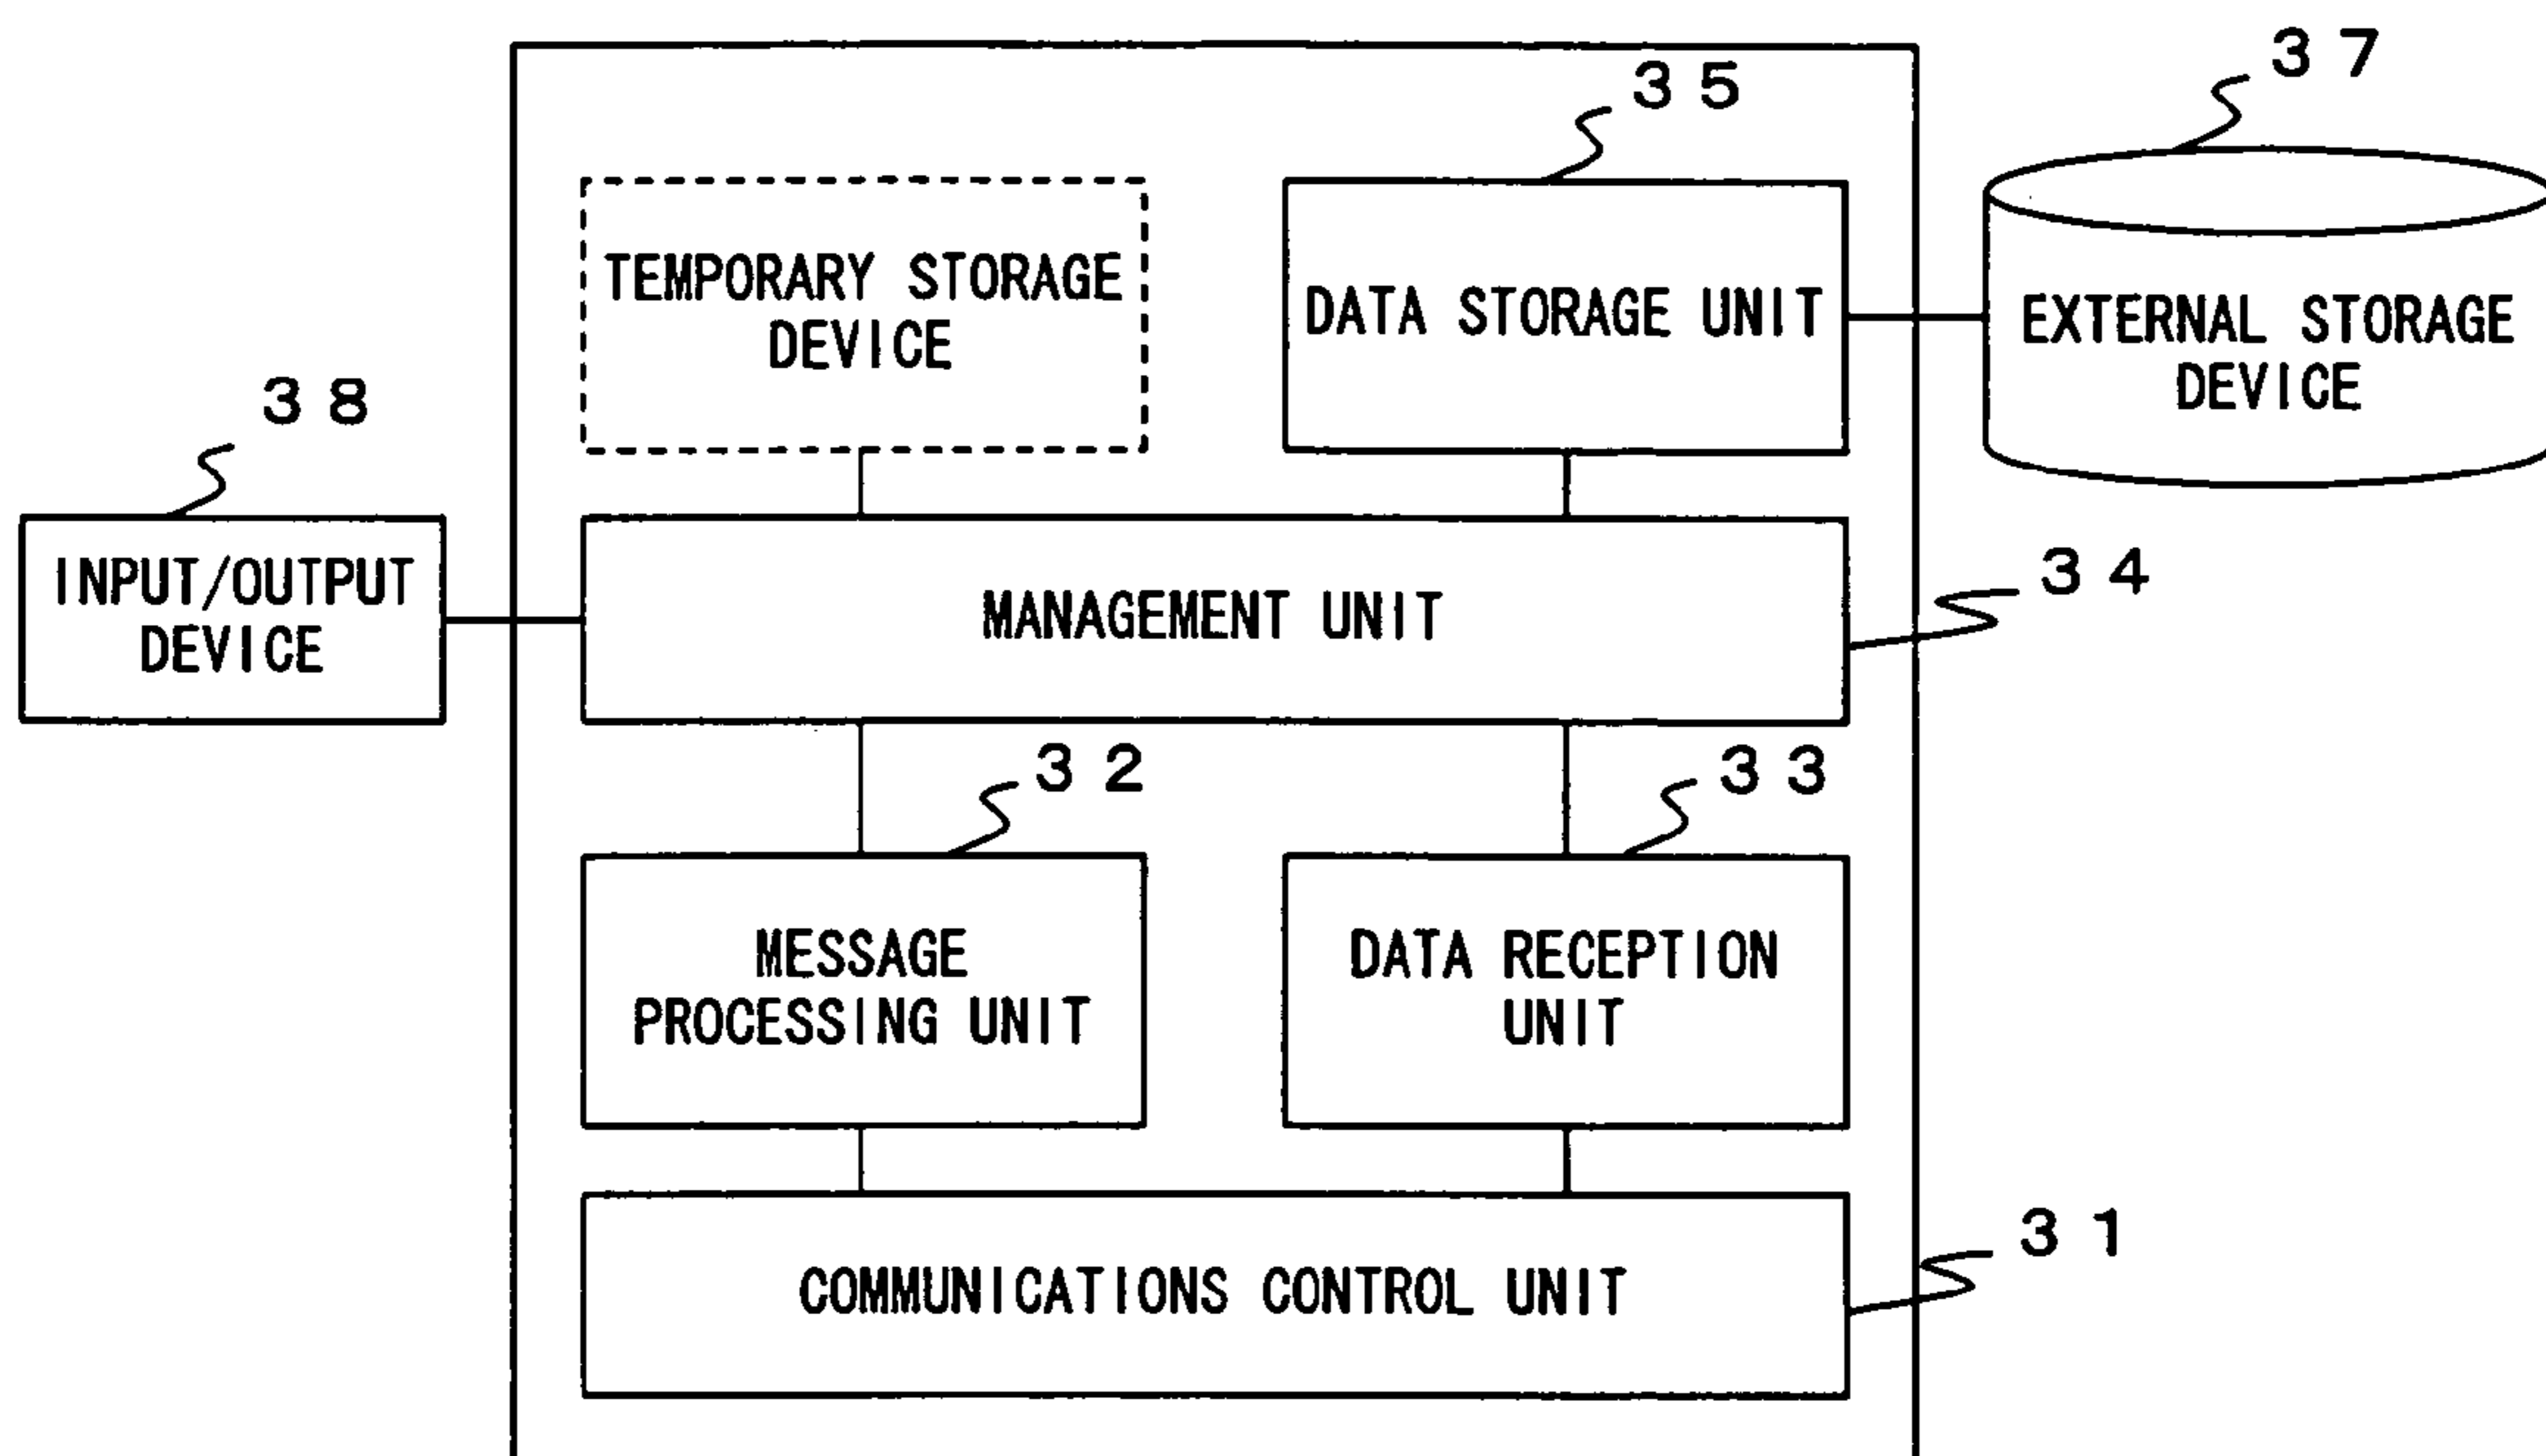 37
35
TEMPORARY STORAGE
DEVICE
DATA STORAGE UNIT
EXTERNAL STORAGE
DEVICE
38
INPUT/OUTPUT
DEVICE
MANAGEMENT UNIT
34
32
33
MESSAGE
PROCESSING UNIT
DATA RECEPTION
UNIT
31
COMMUNICATIONS CONTROL UNIT